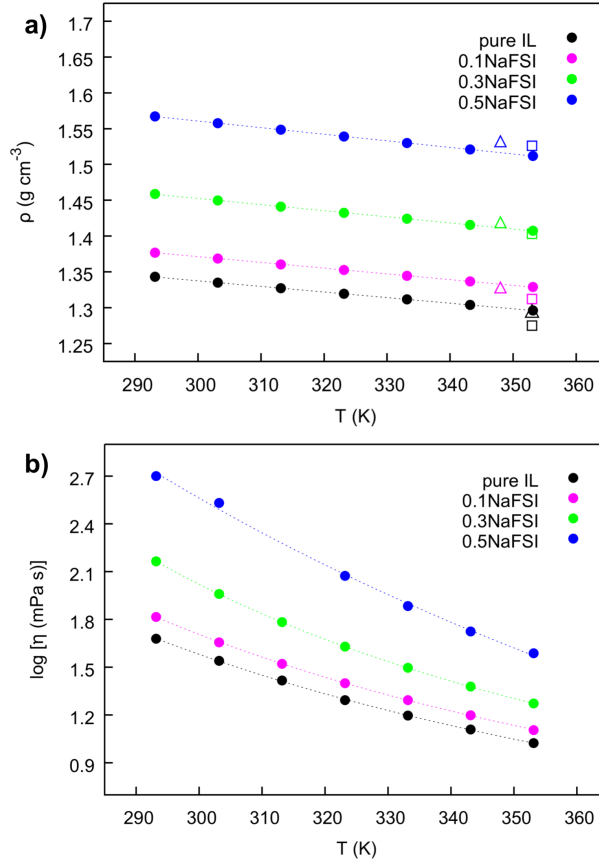 a)
1.7
1.65
1.6
1.55
1.5
1.45
1.4
1.35
1.3
1.25
ρ (g cm⁻³)
pure IL
0.1NaFSI
0.3NaFSI
0.5NaFSI
290 300 310 320 330 340 350 360
T (K)
b)
2.7
2.4
2.1
1.8
1.5
1.2
0.9
log [η (mPa s)]
pure IL
0.1NaFSI
0.3NaFSI
0.5NaFSI
290 300 310 320 330 340 350 360
T (K)